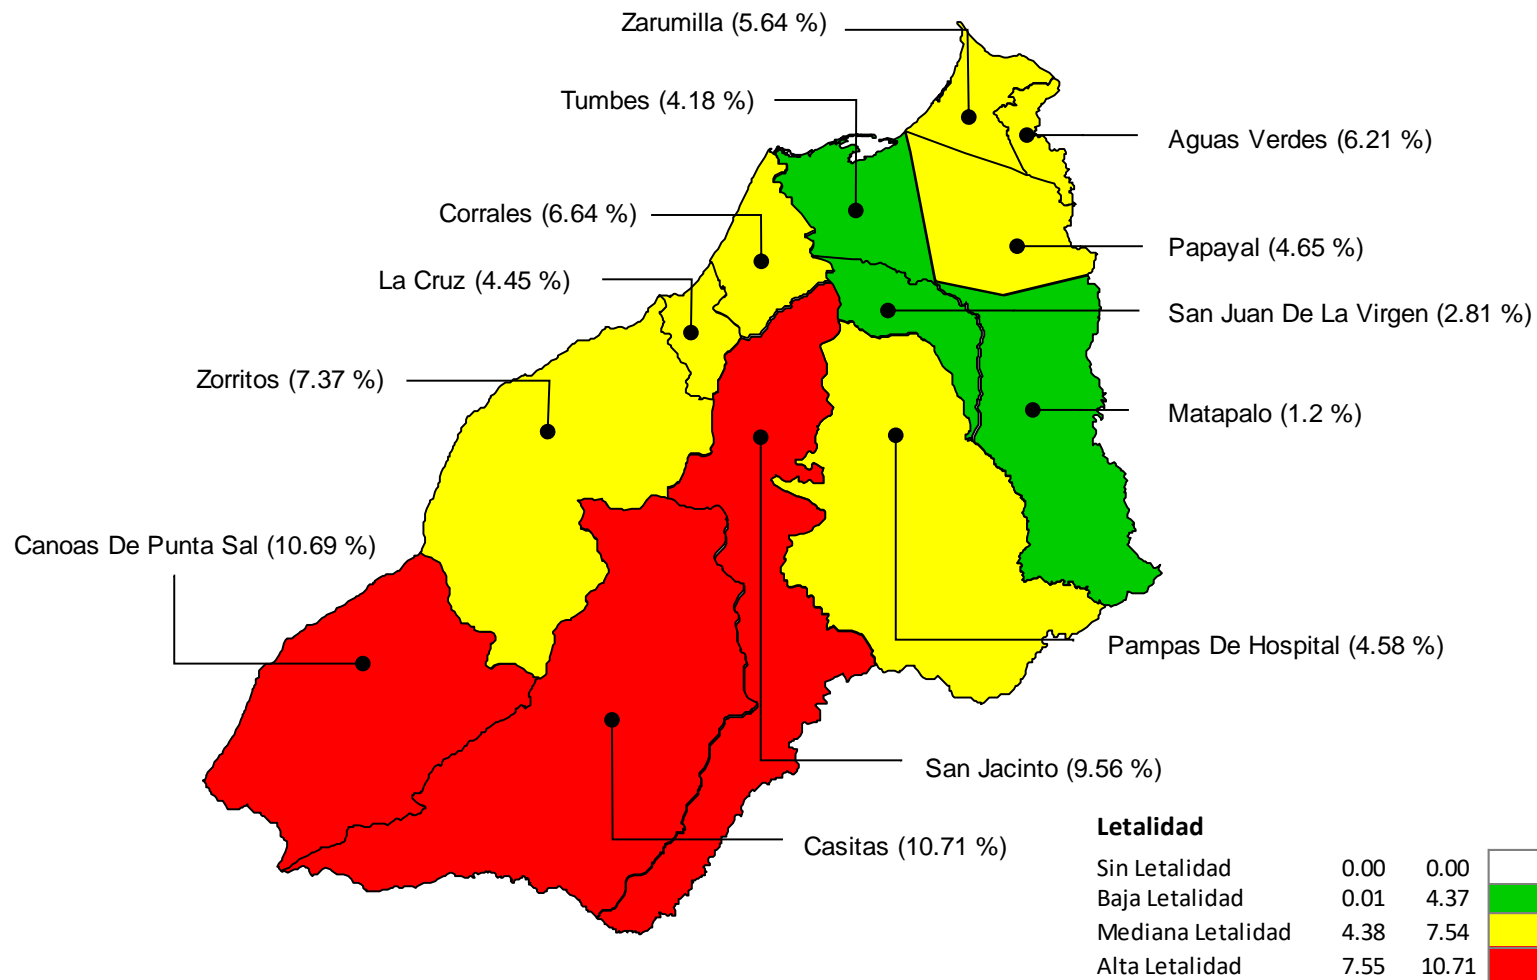 Zarumilla (5.64 %)
Tumbes (4.18 %)
Aguas Verdes (6.21 %)
Corrales (6.64 %)
Papayal (4.65 %)
La Cruz (4.45 %)
San Juan De La Virgen (2.81 %)
Zorritos (7.37 %)
Matapalo (1.2 %)
Canoas De Punta Sal (10.69 %)
Pampas De Hospital (4.58 %)
San Jacinto (9.56 %)
Casitas (10.71 %)
Letalidad
Sin Letalidad 0.00 0.00
Baja Letalidad 0.01 4.37
Mediana Letalidad 4.38 7.54
Alta Letalidad 7.55 10.71